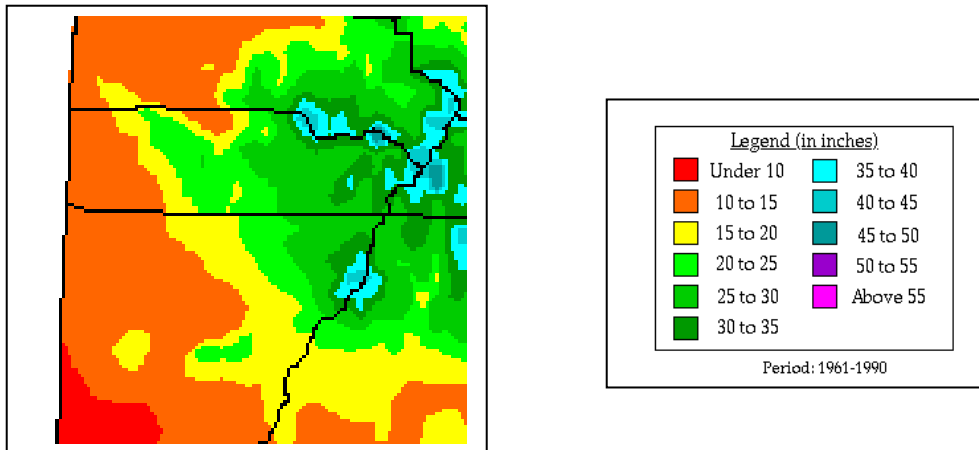 Legend (in inches)
Under 10
35 to 40
10 to 15
40 to 45
15 to 20
45 to 50
20 to 25
50 to 55
25 to 30
Above 55
30 to 35
Period: 1961-1990